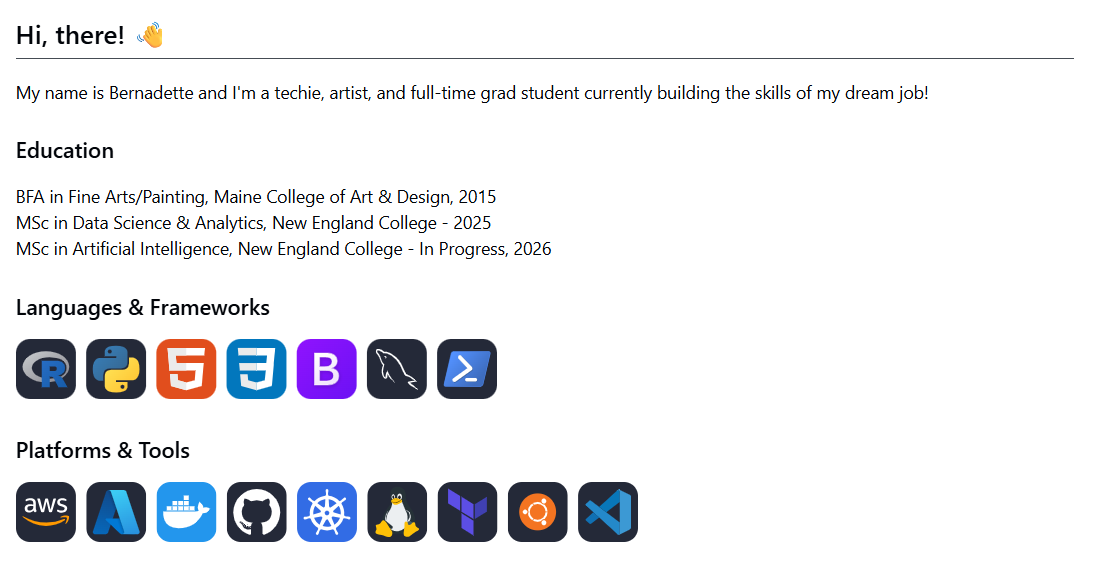 Hi, there! 👋
My name is Bernadette and I'm a techie, artist, and full-time grad student currently building the skills of my dream job!
Education
BFA in Fine Arts/Painting, Maine College of Art & Design, 2015
MSc in Data Science & Analytics, New England College - 2025
MSc in Artificial Intelligence, New England College - In Progress, 2026
Languages & Frameworks
R B
Platforms & Tools
aws